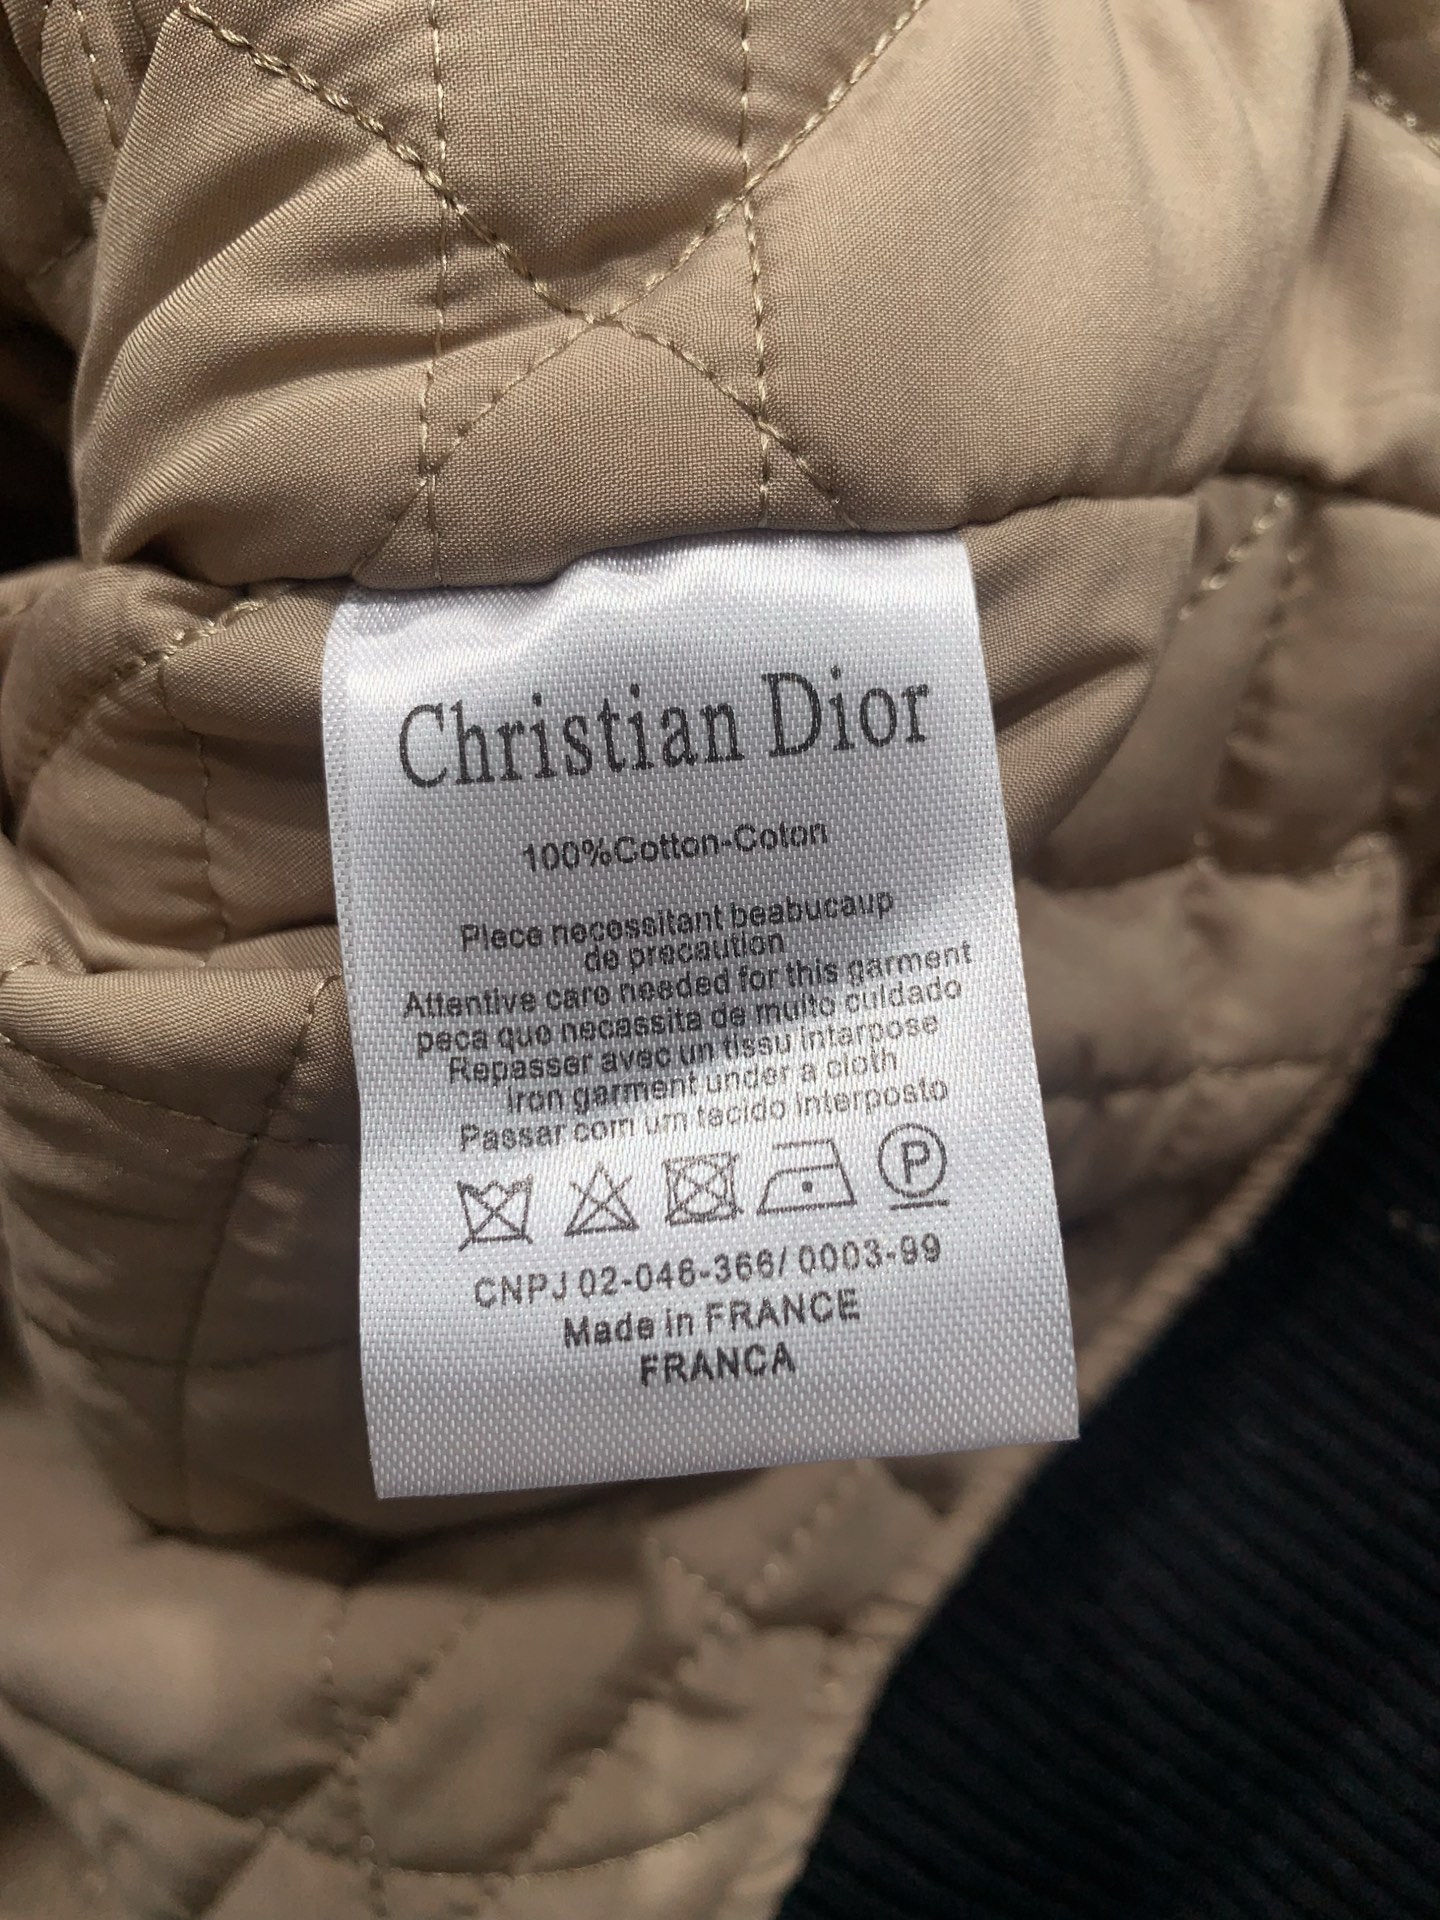 Christian Dior
100%Cotton-Coton
Piece necessitant beabucaup
de precaution
Attentive care needed for this garment
peca que necassita de muito culdado
Repasser avec un tissu intarpose
iron garment under a cloth
Passar com um tecido interposto
P
CNPJ 02-046-366/ 0003-99
Made in FRANCE
FRANCA